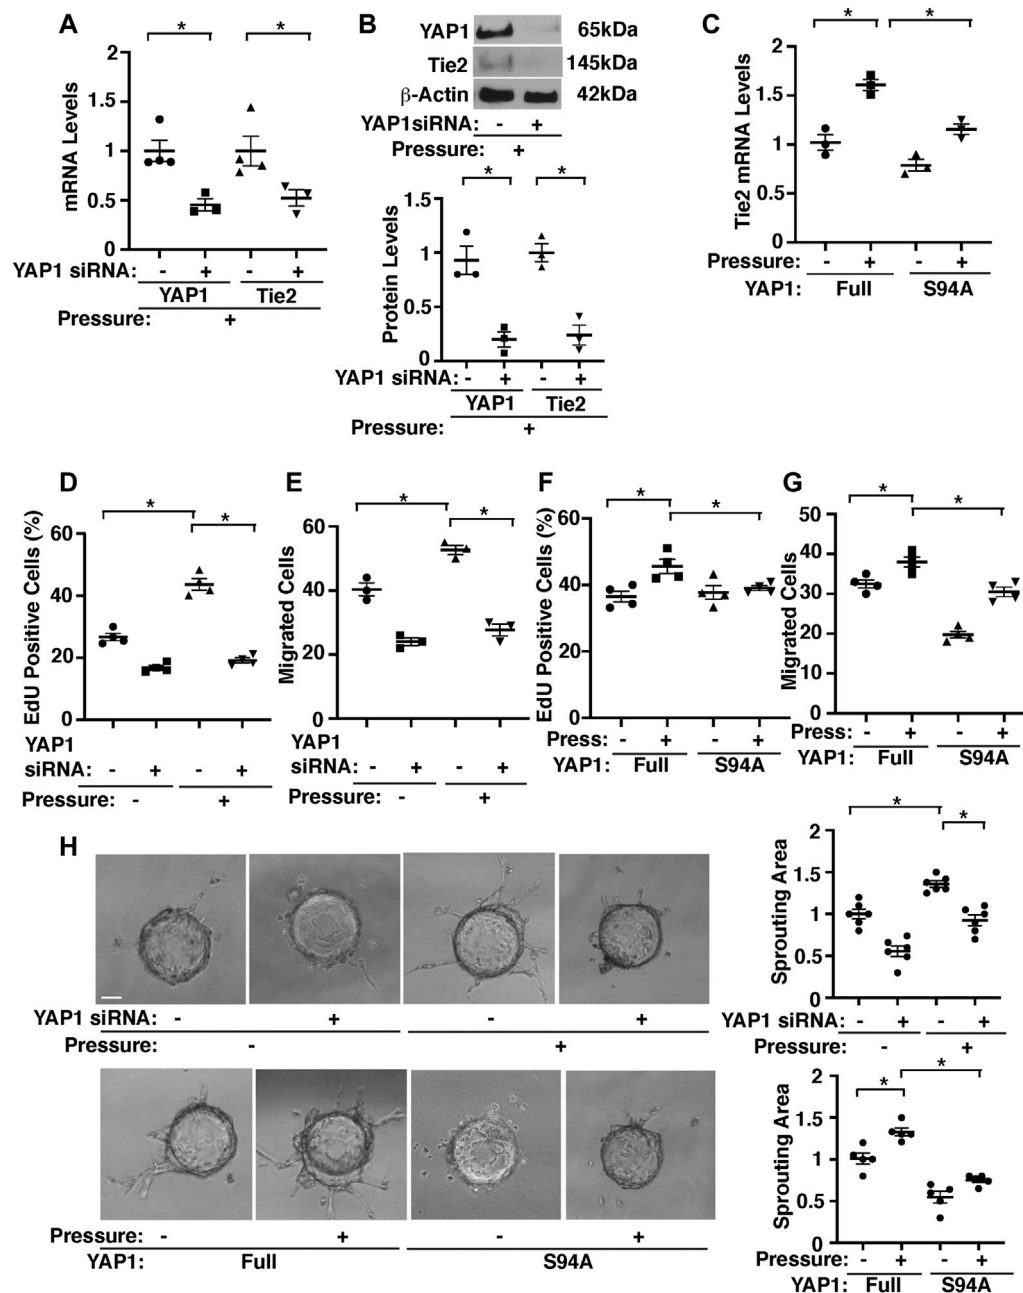 A
*
*
mRNA Levels
2
1.5
1
0.5
0
YAP1 siRNA: - + - +
YAP1 Tie2
Pressure: +
B
YAP1 65kDa
Tie2 145kDa
β-Actin 42kDa
YAP1siRNA: - +
Pressure: +
* *
Protein Levels
1.5
1
0.5
0
YAP1 siRNA: - + - +
YAP1 Tie2
Pressure: +
C
* *
Tie2 mRNA Levels
2
1.5
1
0.5
0
Pressure: - + - +
YAP1: Full S94A
D
* *
EdU Positive Cells (%)
60
40
20
0
YAP1
siRNA: - + - +
Pressure: - +
E
* *
Migrated Cells
60
40
20
0
YAP1
siRNA: - + - +
Pressure: - +
F
* *
EdU Positive Cells (%)
60
40
20
0
Press: - + - +
YAP1: Full S94A
G
* *
Migrated Cells
50
40
30
20
10
0
Press: - + - +
YAP1: Full S94A
H
YAP1 siRNA: - + - +
Pressure: - +
* *
Sprouting Area
2
1.5
1
0.5
0
YAP1 siRNA: - + - +
Pressure: - +
Pressure: - + - +
YAP1: Full S94A
* *
Sprouting Area
2
1.5
1
0.5
0
Pressure: - + - +
YAP1: Full S94A